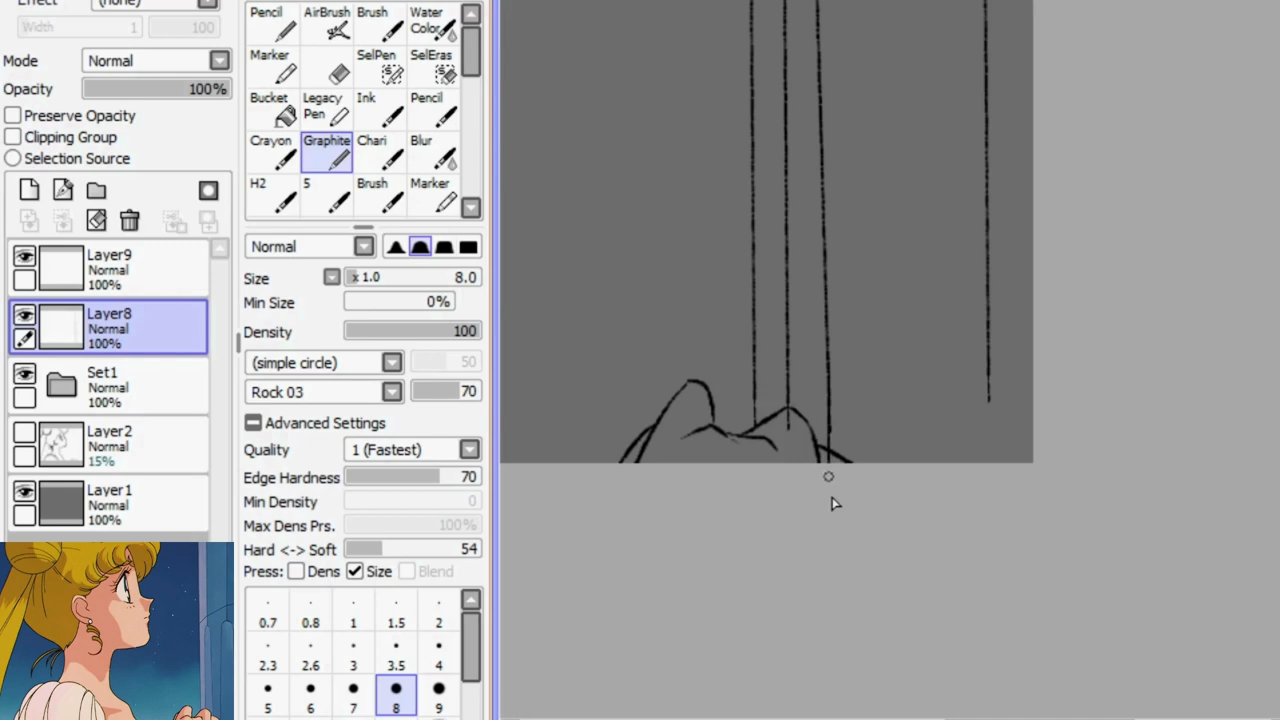 Effect (none)
Width 1 100
Mode Normal
Opacity 100%
Preserve Opacity
Clipping Group
Selection Source
Layer9
Normal
100%
Layer8
Normal
100%
Set1
Normal
100%
Layer2
Normal
15%
Layer1
Normal
100%
Pencil AirBrush Brush Water Color
Marker SelPen SelEras
Bucket Legacy Pen Ink Pencil
Crayon Graphite Chari Blur
H2 5 Brush Marker
Normal
Size x 1.0 8.0
Min Size 0%
Density 100
(simple circle) 50
Rock 03 70
Advanced Settings
Quality 1 (Fastest)
Edge Hardness 70
Min Density 0
Max Dens Prs. 100%
Hard <-> Soft 54
Press: Dens Size Blend
0.7 0.8 1 1.5 2
2.3 2.6 3 3.5 4
5 6 7 8 9